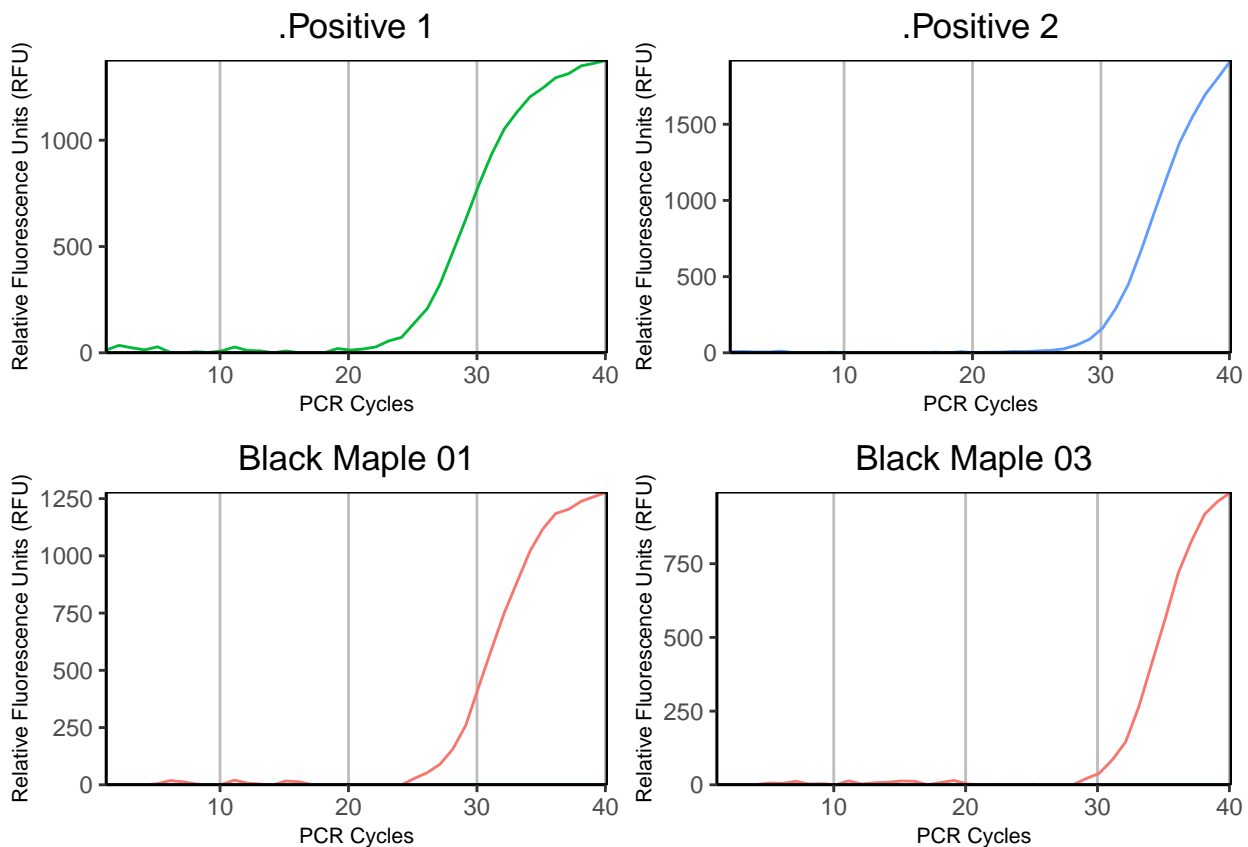 .Positive 1
Relative Fluorescence Units (RFU)
1000
500
0
10 20 30 40
PCR Cycles
.Positive 2
Relative Fluorescence Units (RFU)
1500
1000
500
0
10 20 30 40
PCR Cycles
Black Maple 01
Relative Fluorescence Units (RFU)
1250
1000
750
500
250
0
10 20 30 40
PCR Cycles
Black Maple 03
Relative Fluorescence Units (RFU)
750
500
250
0
10 20 30 40
PCR Cycles